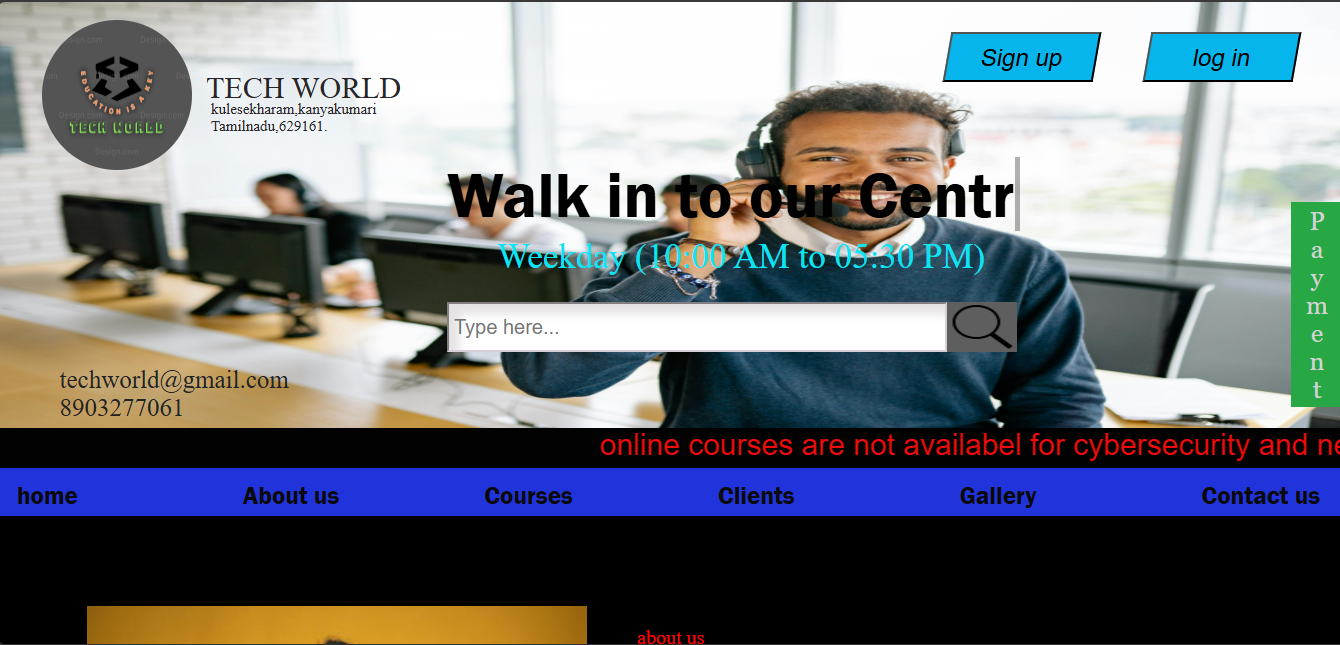 Sign up
log in
EDUCATION IS A KEY
TECH WORLD
Design.com
TECH WORLD
kulesekharam,kanyakumari
Tamilnadu,629161.
Walk in to our Centr
Weekday (10:00 AM to 05:30 PM)
Type here...
Payment
techworld@gmail.com
8903277061
online courses are not availabel for cybersecurity and ne
home
About us
Courses
Clients
Gallery
Contact us
about us